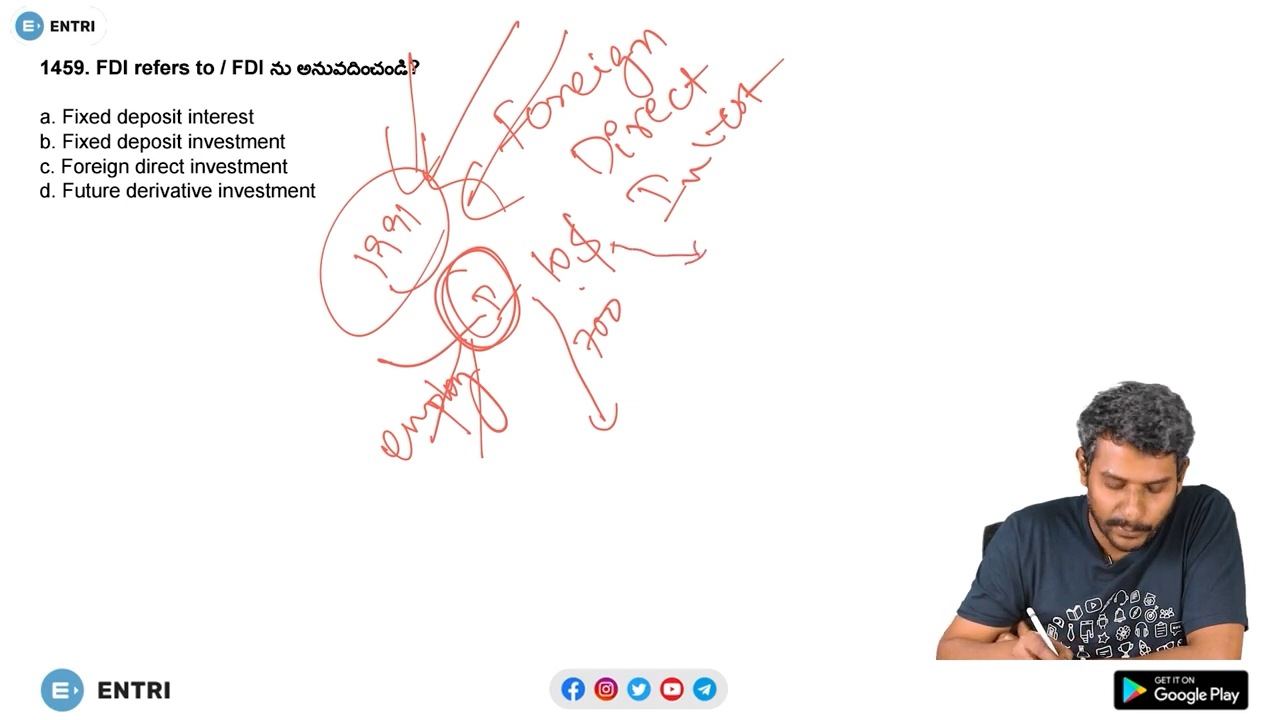 ENTRI
1459. FDI refers to / FDI ను అనువదించండి?
a. Fixed deposit interest
b. Fixed deposit investment
c. Foreign direct investment
d. Future derivative investment
Foreign
Direct
1991
10$
700
employ
ENTRI
GET IT ON
Google Play